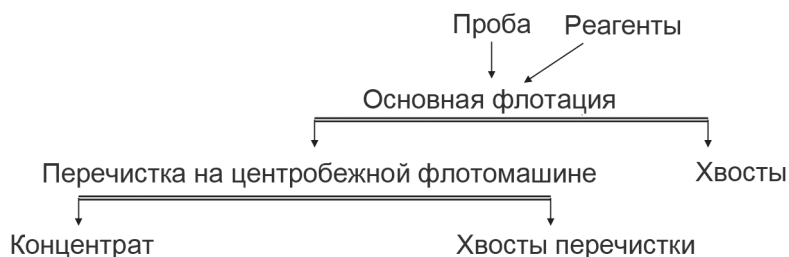 Проба Реагенты
Основная флотация
Перечистка на центробежной флотомашине Хвосты
Концентрат Хвосты перечистки